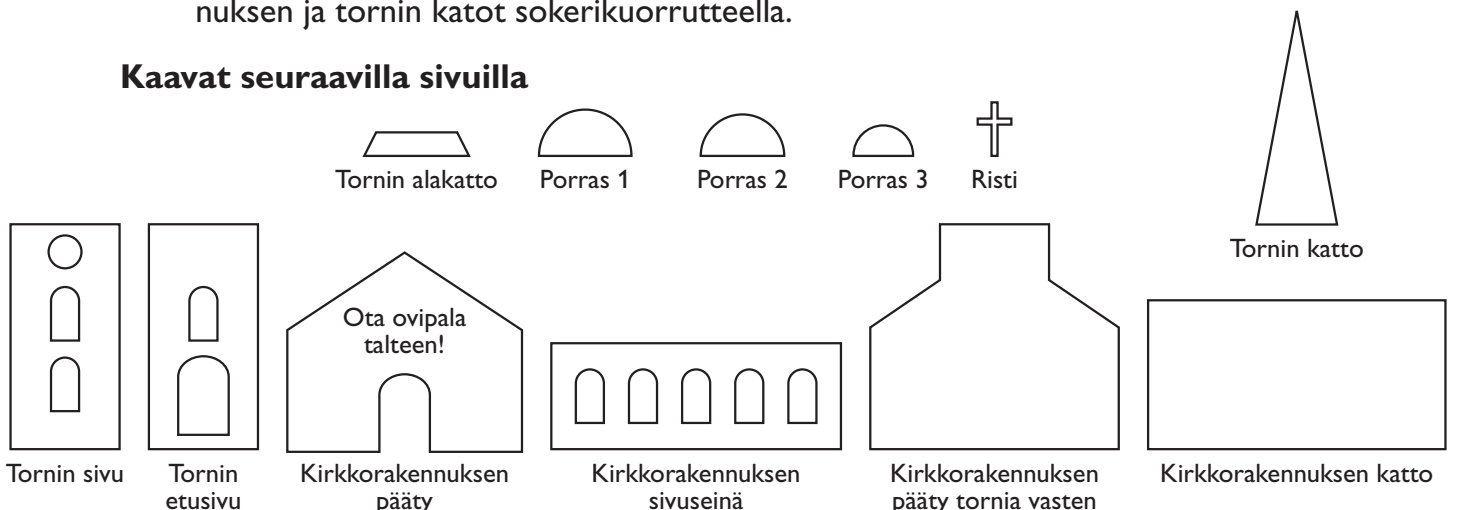 nuksen ja tornin katot sokerikuorrutteella.
Kaavat seuraavilla sivuilla
Tornin alakatto
Porras 1
Porras 2
Porras 3
Risti
Tornin katto
Ota ovipala
talteen!
Tornin sivu
Tornin
etusivu
Kirkkorakennuksen
pääty
Kirkkorakennuksen
sivuseinä
Kirkkorakennuksen
pääty tornia vasten
Kirkkorakennuksen katto